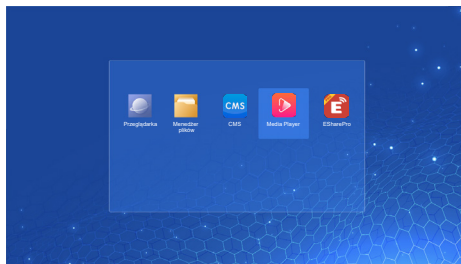 CMS
E
Przeglądarka
Menedżer
plików
CMS
Media Player
ESharePro